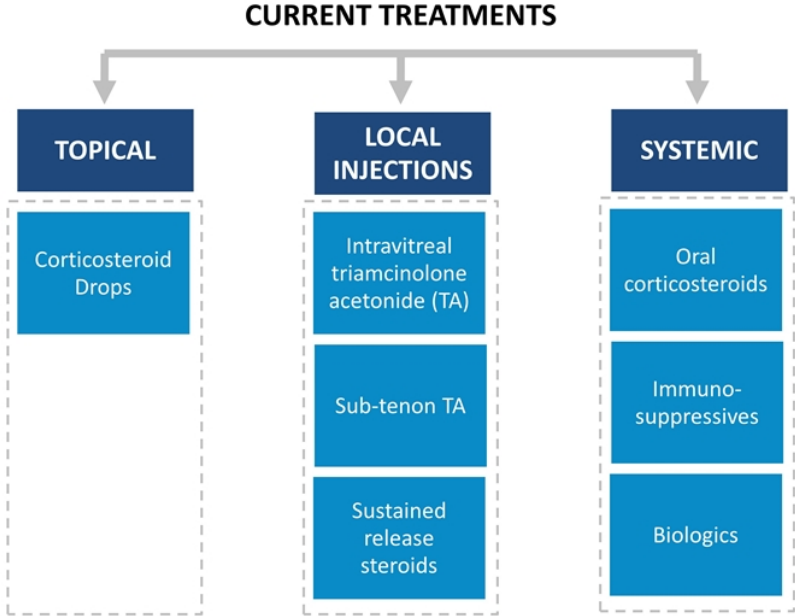 CURRENT TREATMENTS
TOPICAL
Corticosteroid
Drops
LOCAL
INJECTIONS
Intravitreal
triamcinolone
acetonide (TA)
Sub-tenon TA
Sustained
release
steroids
SYSTEMIC
Oral
corticosteroids
Immuno-
suppressives
Biologics